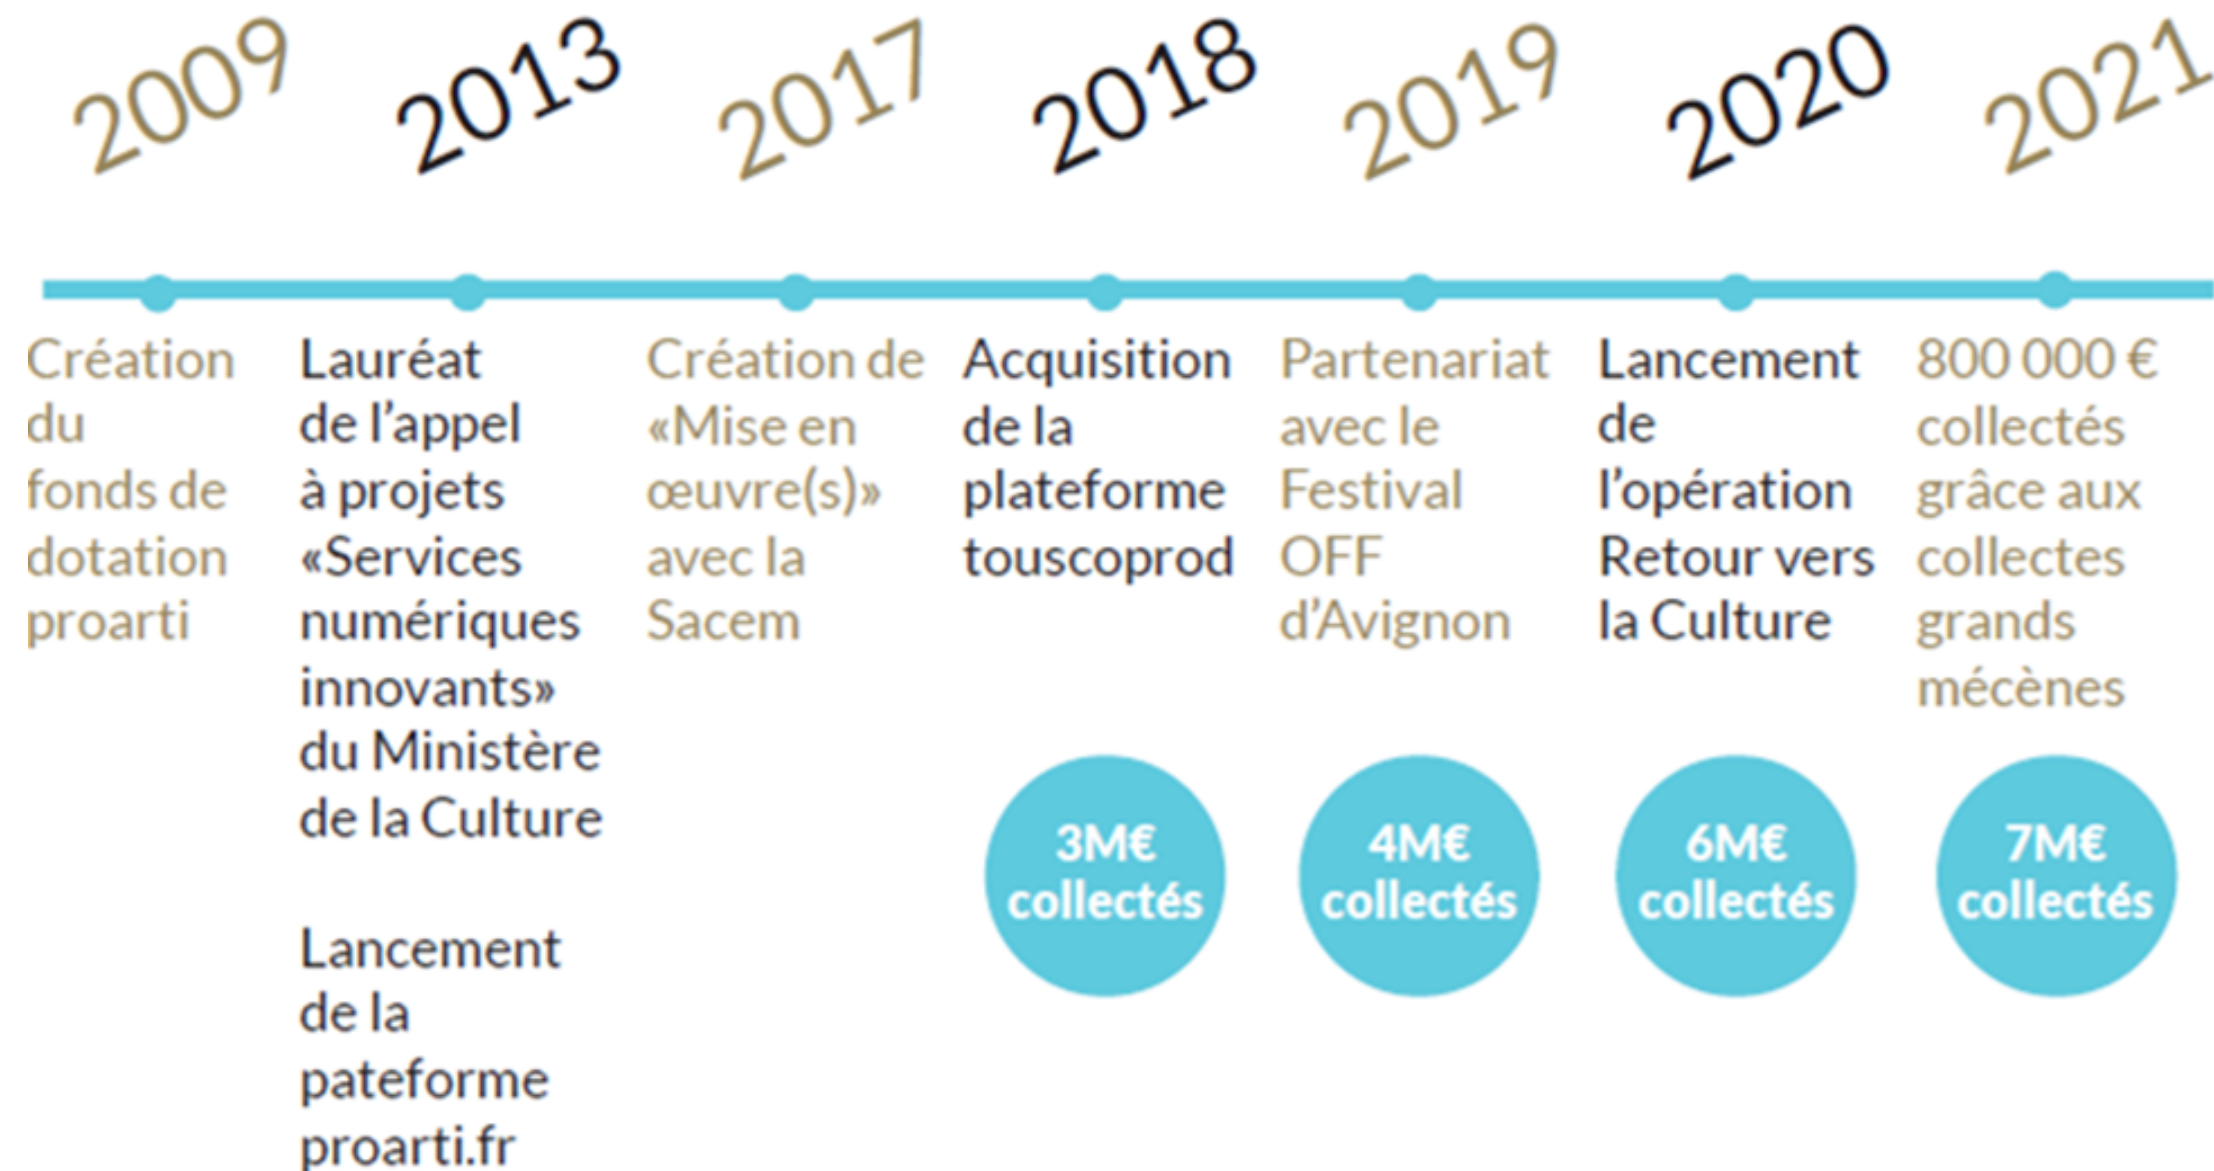 2009
2013
2017
2018
2019
2020
2021
Création
du
fonds de
dotation
proarti
Lauréat
de l’appel
à projets
«Services
numériques
innovants»
du Ministère
de la Culture
Lancement
de la
pateforme
proarti.fr
Création de
«Mise en
œuvre(s)»
avec la
Sacem
Acquisition
de la
plateforme
touscoprod
3M€
collectés
Partenariat
avec le
Festival
OFF
d’Avignon
4M€
collectés
Lancement
de
l’opération
Retour vers
la Culture
6M€
collectés
800 000 €
collectés
grâce aux
collectes
grands
mécènes
7M€
collectés